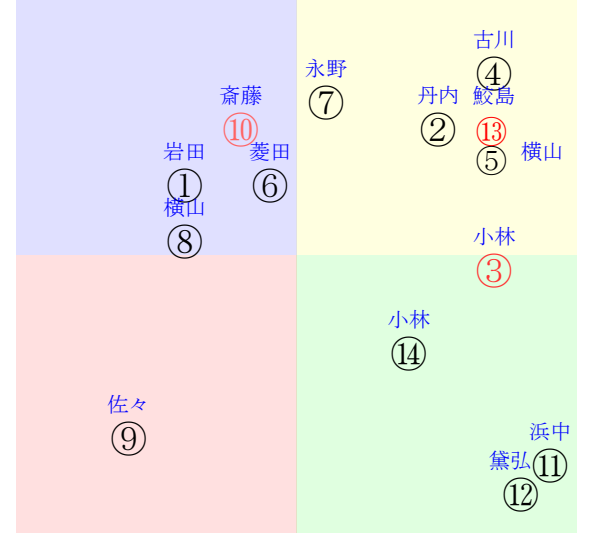 古川
④
永野
⑦
斎藤
⑩
丹内
②
鮫島
⑬
⑤
横山
岩田
①
菱田
⑥
横山
⑧
小林
③
小林
⑭
佐々
⑨
浜中
⑪
黛弘
⑫